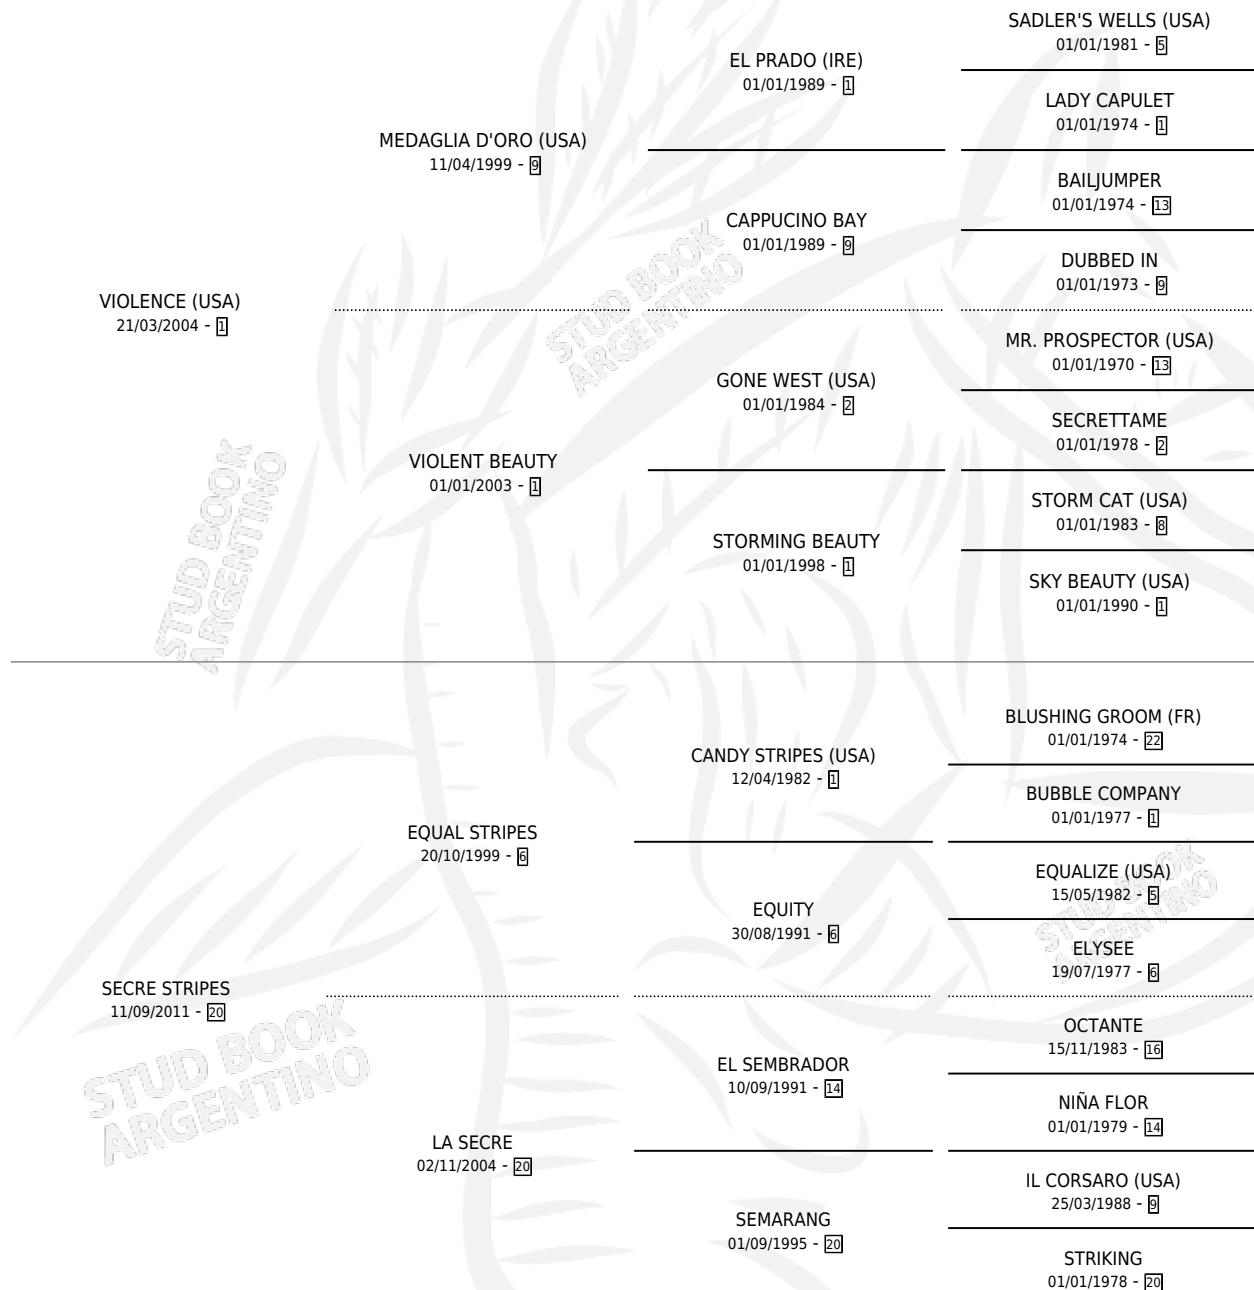 SADLER'S WELLS (USA)
01/01/1981 - 5
EL PRADO (IRE)
01/01/1989 - 1
LADY CAPULET
01/01/1974 - 1
MEDAGLIA D'ORO (USA)
11/04/1999 - 9
BAILJUMPER
01/01/1974 - 13
CAPPUCINO BAY
01/01/1989 - 9
DUBBED IN
01/01/1973 - 9
VIOLENCE (USA)
21/03/2004 - 1
MR. PROSPECTOR (USA)
01/01/1970 - 13
GONE WEST (USA)
01/01/1984 - 2
SECRETTAME
01/01/1978 - 2
VIOLENT BEAUTY
01/01/2003 - 1
STORM CAT (USA)
01/01/1983 - 8
STORMING BEAUTY
01/01/1998 - 1
SKY BEAUTY (USA)
01/01/1990 - 1
BLUSHING GROOM (FR)
01/01/1974 - 22
CANDY STRIPES (USA)
12/04/1982 - 1
BUBBLE COMPANY
01/01/1977 - 1
EQUAL STRIPES
20/10/1999 - 6
EQUALIZE (USA)
15/05/1982 - 5
EQUITY
30/08/1991 - 6
ELYSEE
19/07/1977 - 6
SECRE STRIPES
11/09/2011 - 20
OCTANTE
15/11/1983 - 16
EL SEMBRADOR
10/09/1991 - 14
NIÑA FLOR
01/01/1979 - 14
LA SECRE
02/11/2004 - 20
IL CORSARO (USA)
25/03/1988 - 9
SEMARANG
01/09/1995 - 20
STRIKING
01/01/1978 - 20
STUD BOOK
ARGENTINO
STUD BOOK
ARGENTINO
STUD BOOK
ARGENTINO
STUD BOOK
ARGENTINO